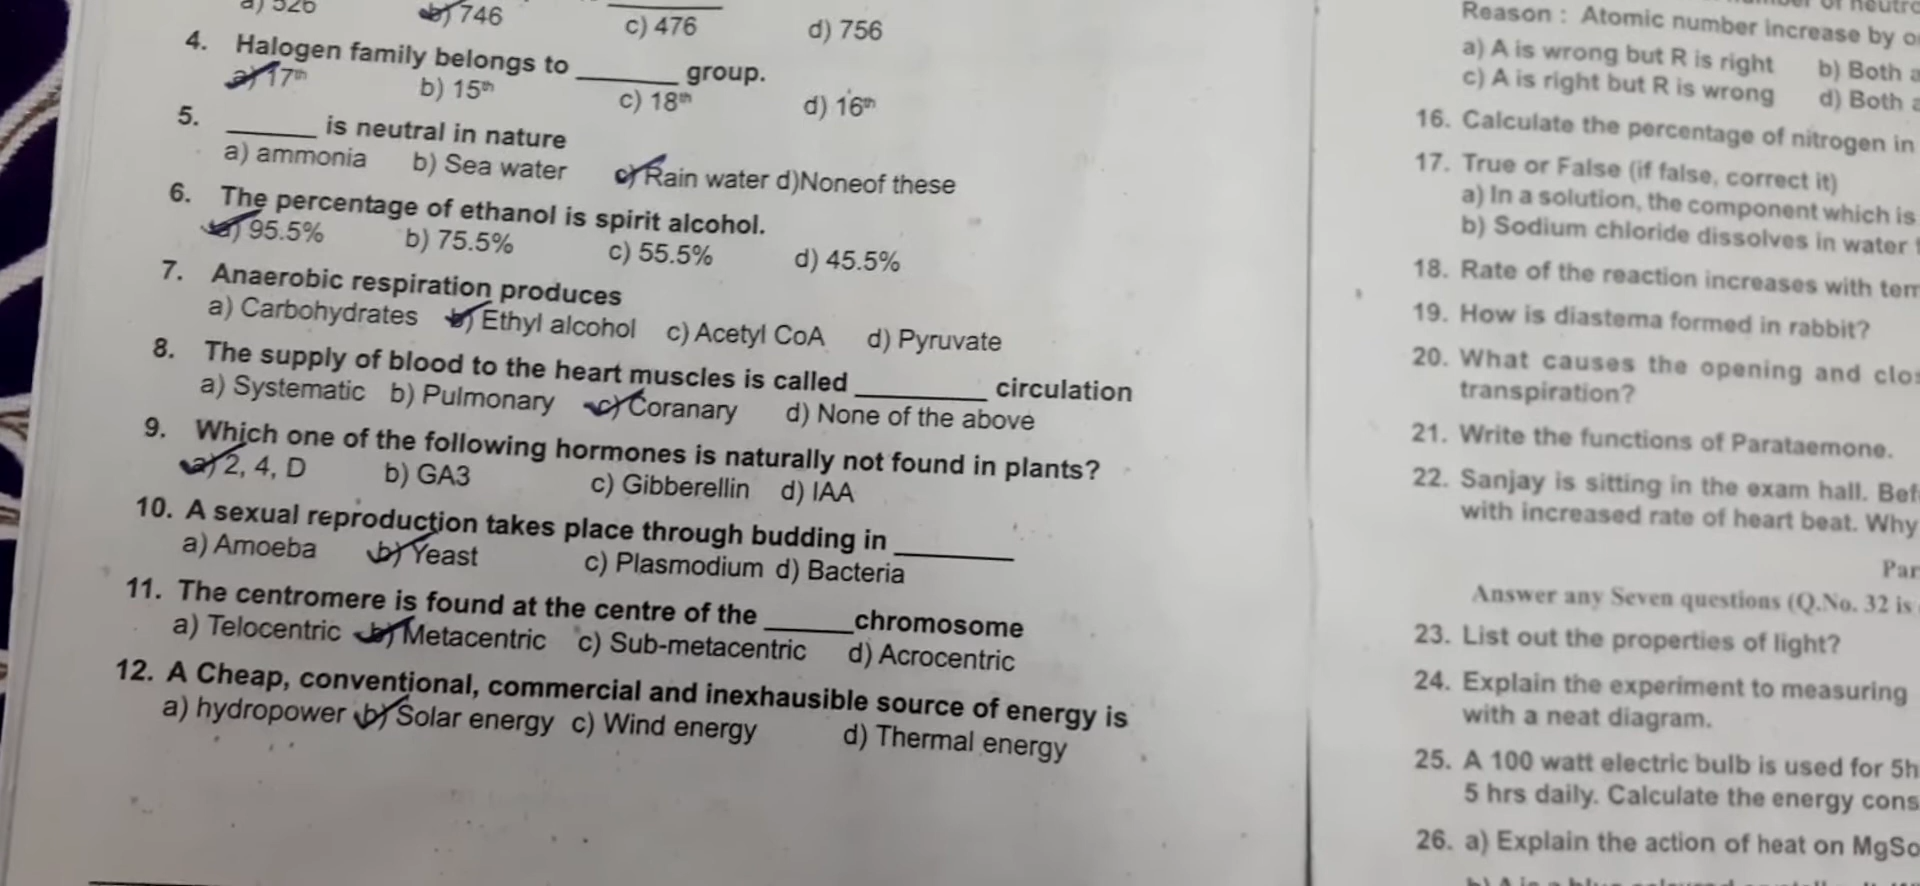 a) 526 b) 746 c) 476 d) 756
4. Halogen family belongs to ______ group.
a) 17th b) 15th c) 18th d) 16th
5. ______ is neutral in nature
a) ammonia b) Sea water c) Rain water d)Noneof these
6. The percentage of ethanol is spirit alcohol.
a) 95.5% b) 75.5% c) 55.5% d) 45.5%
7. Anaerobic respiration produces
a) Carbohydrates b) Ethyl alcohol c) Acetyl CoA d) Pyruvate
8. The supply of blood to the heart muscles is called ________ circulation
a) Systematic b) Pulmonary c) Coranary d) None of the above
9. Which one of the following hormones is naturally not found in plants?
a) 2, 4, D b) GA3 c) Gibberellin d) IAA
10. A sexual reproduction takes place through budding in _______
a) Amoeba b) Yeast c) Plasmodium d) Bacteria
11. The centromere is found at the centre of the ______chromosome
a) Telocentric b) Metacentric c) Sub-metacentric d) Acrocentric
12. A Cheap, conventional, commercial and inexhausible source of energy is
a) hydropower b) Solar energy c) Wind energy d) Thermal energy
Reason : Atomic number increase by
a) A is wrong but R is right b) Both
c) A is right but R is wrong d) Both
16. Calculate the percentage of nitrogen in
17. True or False (if false, correct it)
a) In a solution, the component which is
b) Sodium chloride dissolves in water
18. Rate of the reaction increases with
19. How is diastema formed in rabbit?
20. What causes the opening and
transpiration?
21. Write the functions of Parataemone.
22. Sanjay is sitting in the exam hall.
with increased rate of heart beat. Why
Answer any Seven questions (Q.No. 32 is
23. List out the properties of light?
24. Explain the experiment to measuring
with a neat diagram.
25. A 100 watt electric bulb is used for 5h
5 hrs daily. Calculate the energy cons
26. a) Explain the action of heat on MgSo